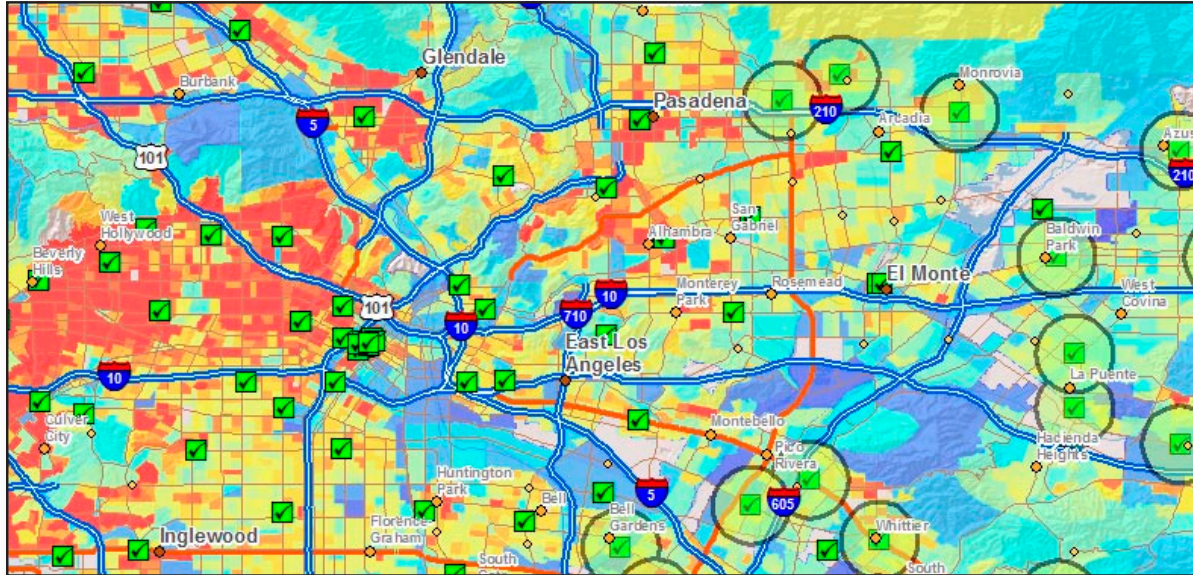 Glendale
Burbank
5
101
Pasadena
210
Monrovia
Arcadia
210
West
Hollywood
Beverly
Hills
Alhambra
San
Gabriel
Baldwin
Park
El Monte
101
10
710
10
Monterey
Park
Rosemead
West
Covina
East Los
Angeles
10
La Puente
Culver
City
Montebello
Pico
Rivera
Hacienda
Heights
Huntington
Park
Bell
5
605
Bell
Gardens
Whittier
Inglewood
Florence
Graham
South
South